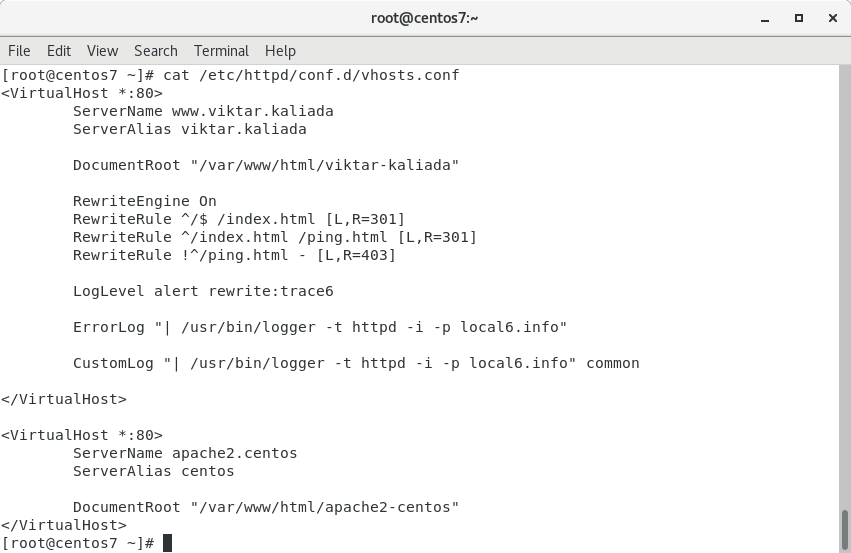 root@centos7:~
File Edit View Search Terminal Help
[root@centos7 ~]# cat /etc/httpd/conf.d/vhosts.conf
<VirtualHost *:80>
        ServerName www.viktar.kaliada
        ServerAlias viktar.kaliada

        DocumentRoot "/var/www/html/viktar-kaliada"

        RewriteEngine On
        RewriteRule ^/$ /index.html [L,R=301]
        RewriteRule ^/index.html /ping.html [L,R=301]
        RewriteRule !^/ping.html - [L,R=403]

        LogLevel alert rewrite:trace6

        ErrorLog "| /usr/bin/logger -t httpd -i -p local6.info"

        CustomLog "| /usr/bin/logger -t httpd -i -p local6.info" common

</VirtualHost>

<VirtualHost *:80>
        ServerName apache2.centos
        ServerAlias centos

        DocumentRoot "/var/www/html/apache2-centos"
</VirtualHost>
[root@centos7 ~]#